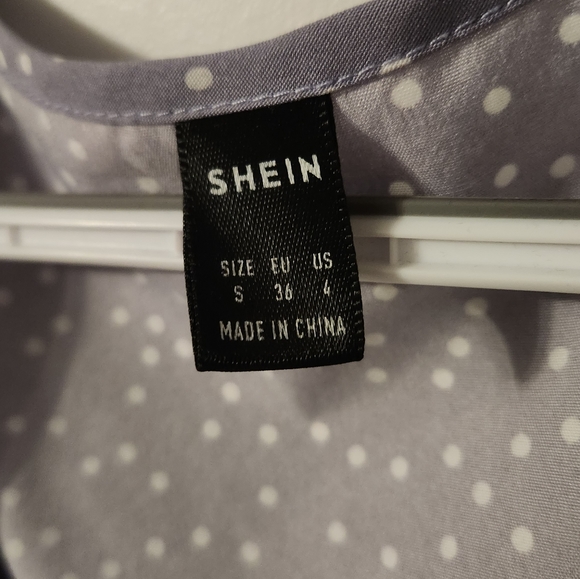 SHEIN
SIZE EU US
S 36 4
MADE IN CHINA